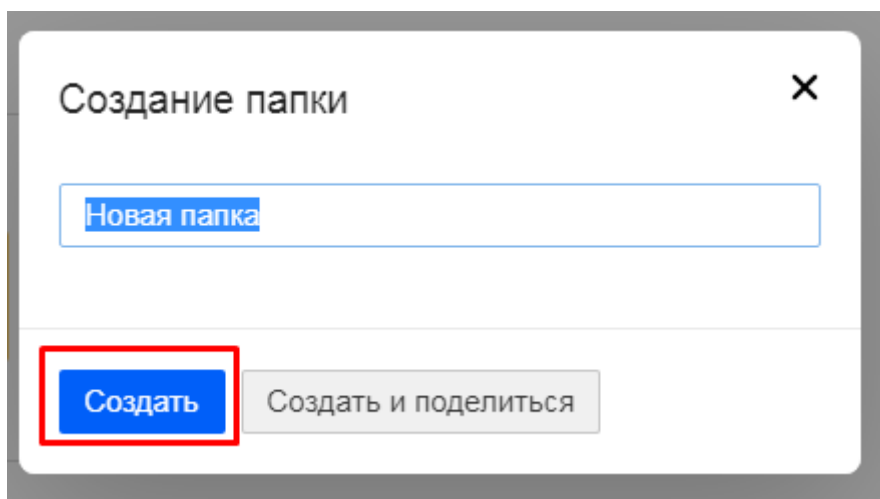 Создание папки
Новая папка
Создать
Создать и поделиться